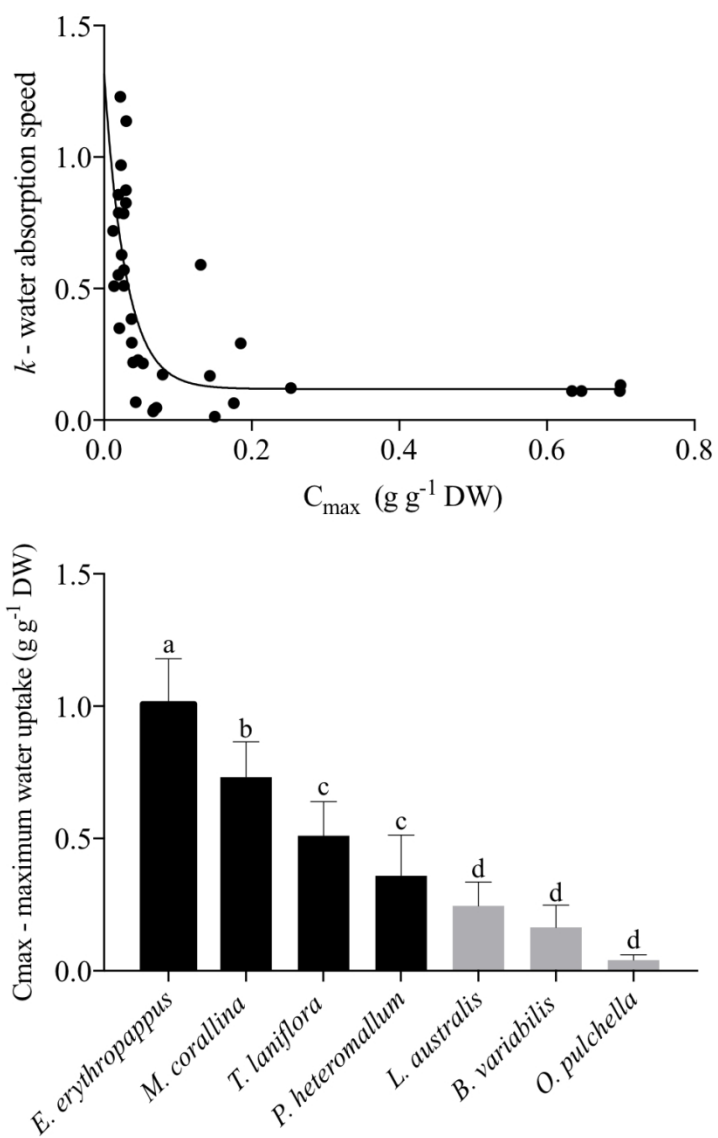 1.5
1.0
0.5
0.0
k - water absorption speed
0.0 0.2 0.4 0.6 0.8
Cmax (g g-1 DW)
1.5
1.0
0.5
0.0
Cmax - maximum water uptake (g g-1 DW)
a
b
c
c
d
d
d
E. erythropappus
M. corallina
T. laniflora
P. heteromallum
L. australis
B. variabilis
O. pulchella